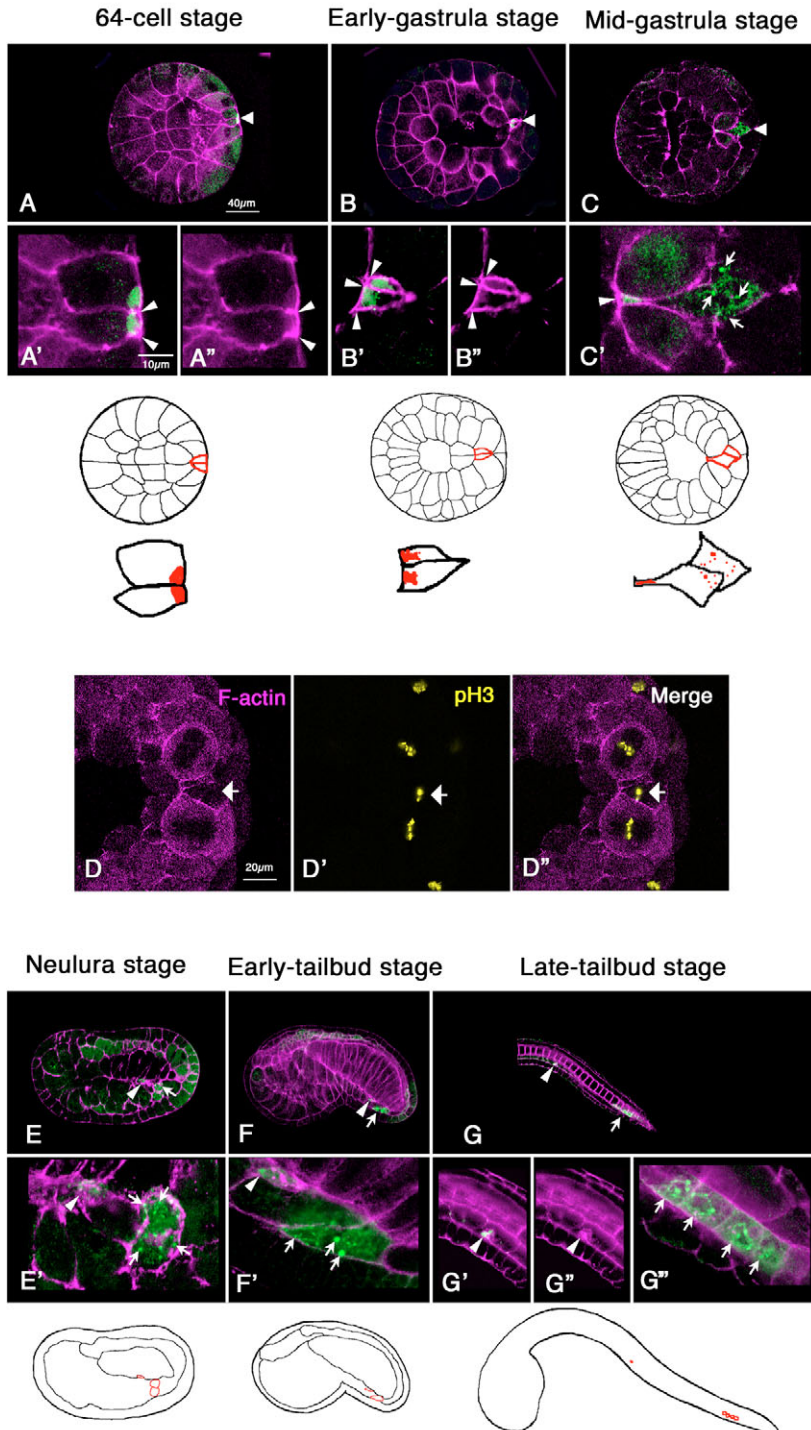 64-cell stage
Early-gastrula stage
Mid-gastrula stage
A
40µm
B
C
A'
10µm
A"
B'
B"
C'
F-actin
pH3
Merge
D
20µm
D'
D"
Neulura stage
Early-tailbud stage
Late-tailbud stage
E
F
G
E'
F'
G'
G"
G"'